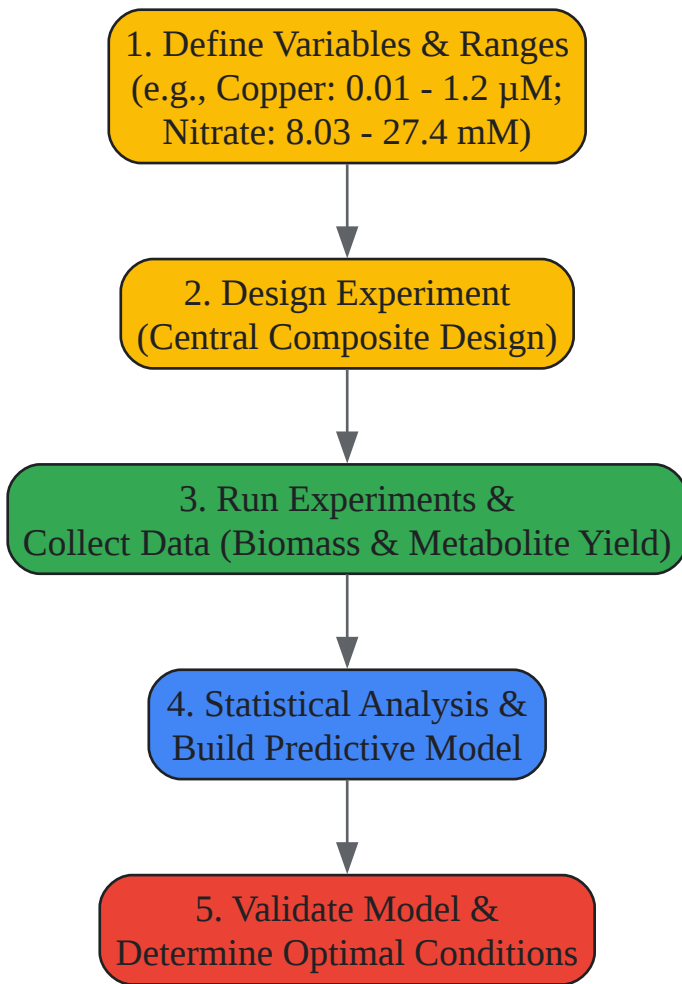 1. Define Variables & Ranges
(e.g., Copper: 0.01 - 1.2 µM;
Nitrate: 8.03 - 27.4 mM)
2. Design Experiment
(Central Composite Design)
3. Run Experiments &
Collect Data (Biomass & Metabolite Yield)
4. Statistical Analysis &
Build Predictive Model
5. Validate Model &
Determine Optimal Conditions